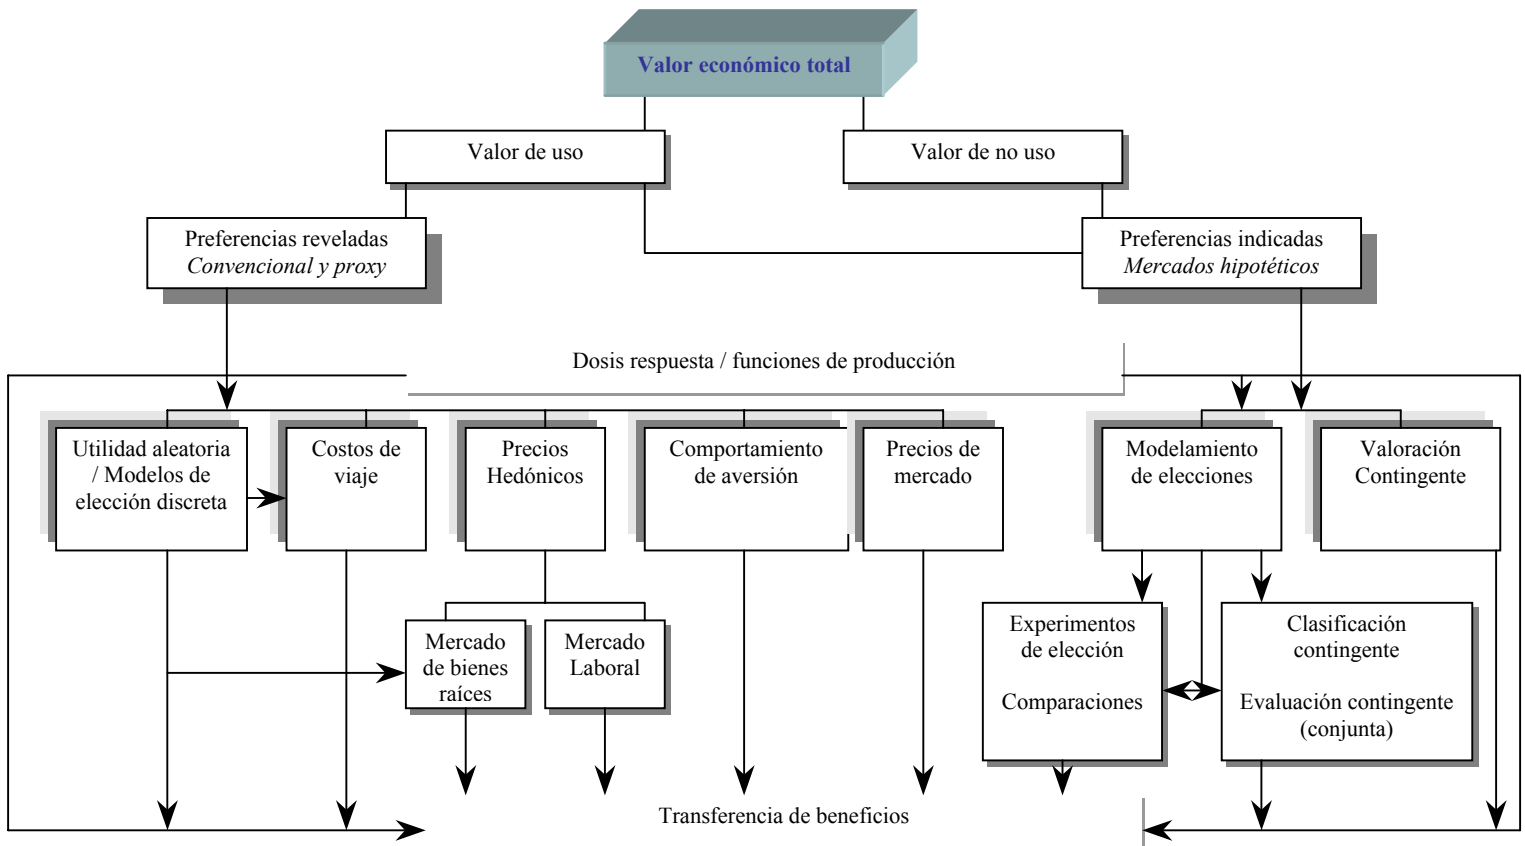 Valor económico total
Valor de uso
Valor de no uso
Preferencias reveladas
Convencional y proxy
Preferencias indicadas
Mercados hipotéticos
Dosis respuesta / funciones de producción
Utilidad aleatoria
/ Modelos de
elección discreta
Costos de
viaje
Precios
Hedónicos
Comportamiento
de aversión
Precios de
mercado
Modelamiento
de elecciones
Valoración
Contingente
Mercado
de bienes
raíces
Mercado
Laboral
Experimentos
de elección
Comparaciones
Clasificación
contingente
Evaluación contingente
(conjunta)
Transferencia de beneficios